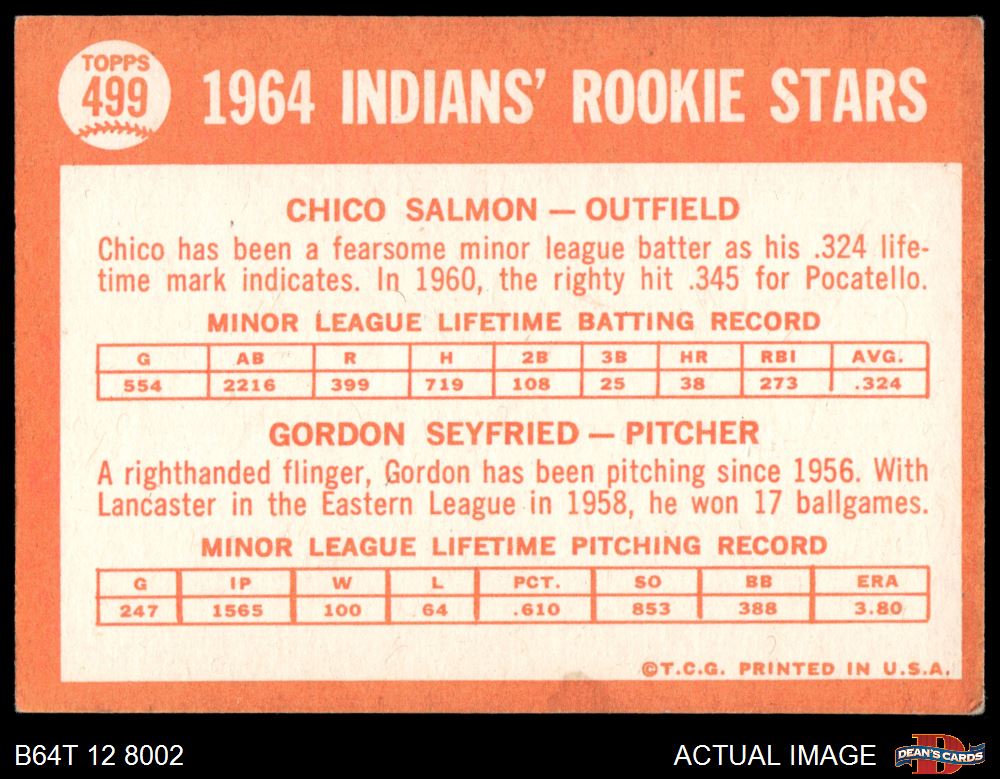 TOPPS
499
1964 INDIANS' ROOKIE STARS
CHICO SALMON — OUTFIELD
Chico has been a fearsome minor league batter as his .324 life-
time mark indicates. In 1960, the righty hit .345 for Pocatello.
MINOR LEAGUE LIFETIME BATTING RECORD
G AB R H 2B 3B HR RBI AVG.
554 2216 399 719 108 25 38 273 .324
GORDON SEYFRIED — PITCHER
A righthanded flinger, Gordon has been pitching since 1956. With
Lancaster in the Eastern League in 1958, he won 17 ballgames.
MINOR LEAGUE LIFETIME PITCHING RECORD
G IP W L PCT. SO BB ERA
247 1565 100 64 .610 853 388 3.80
©T.C.G. PRINTED IN U.S.A.
B64T 12 8002
ACTUAL IMAGE
D
DEAN'S CARDS